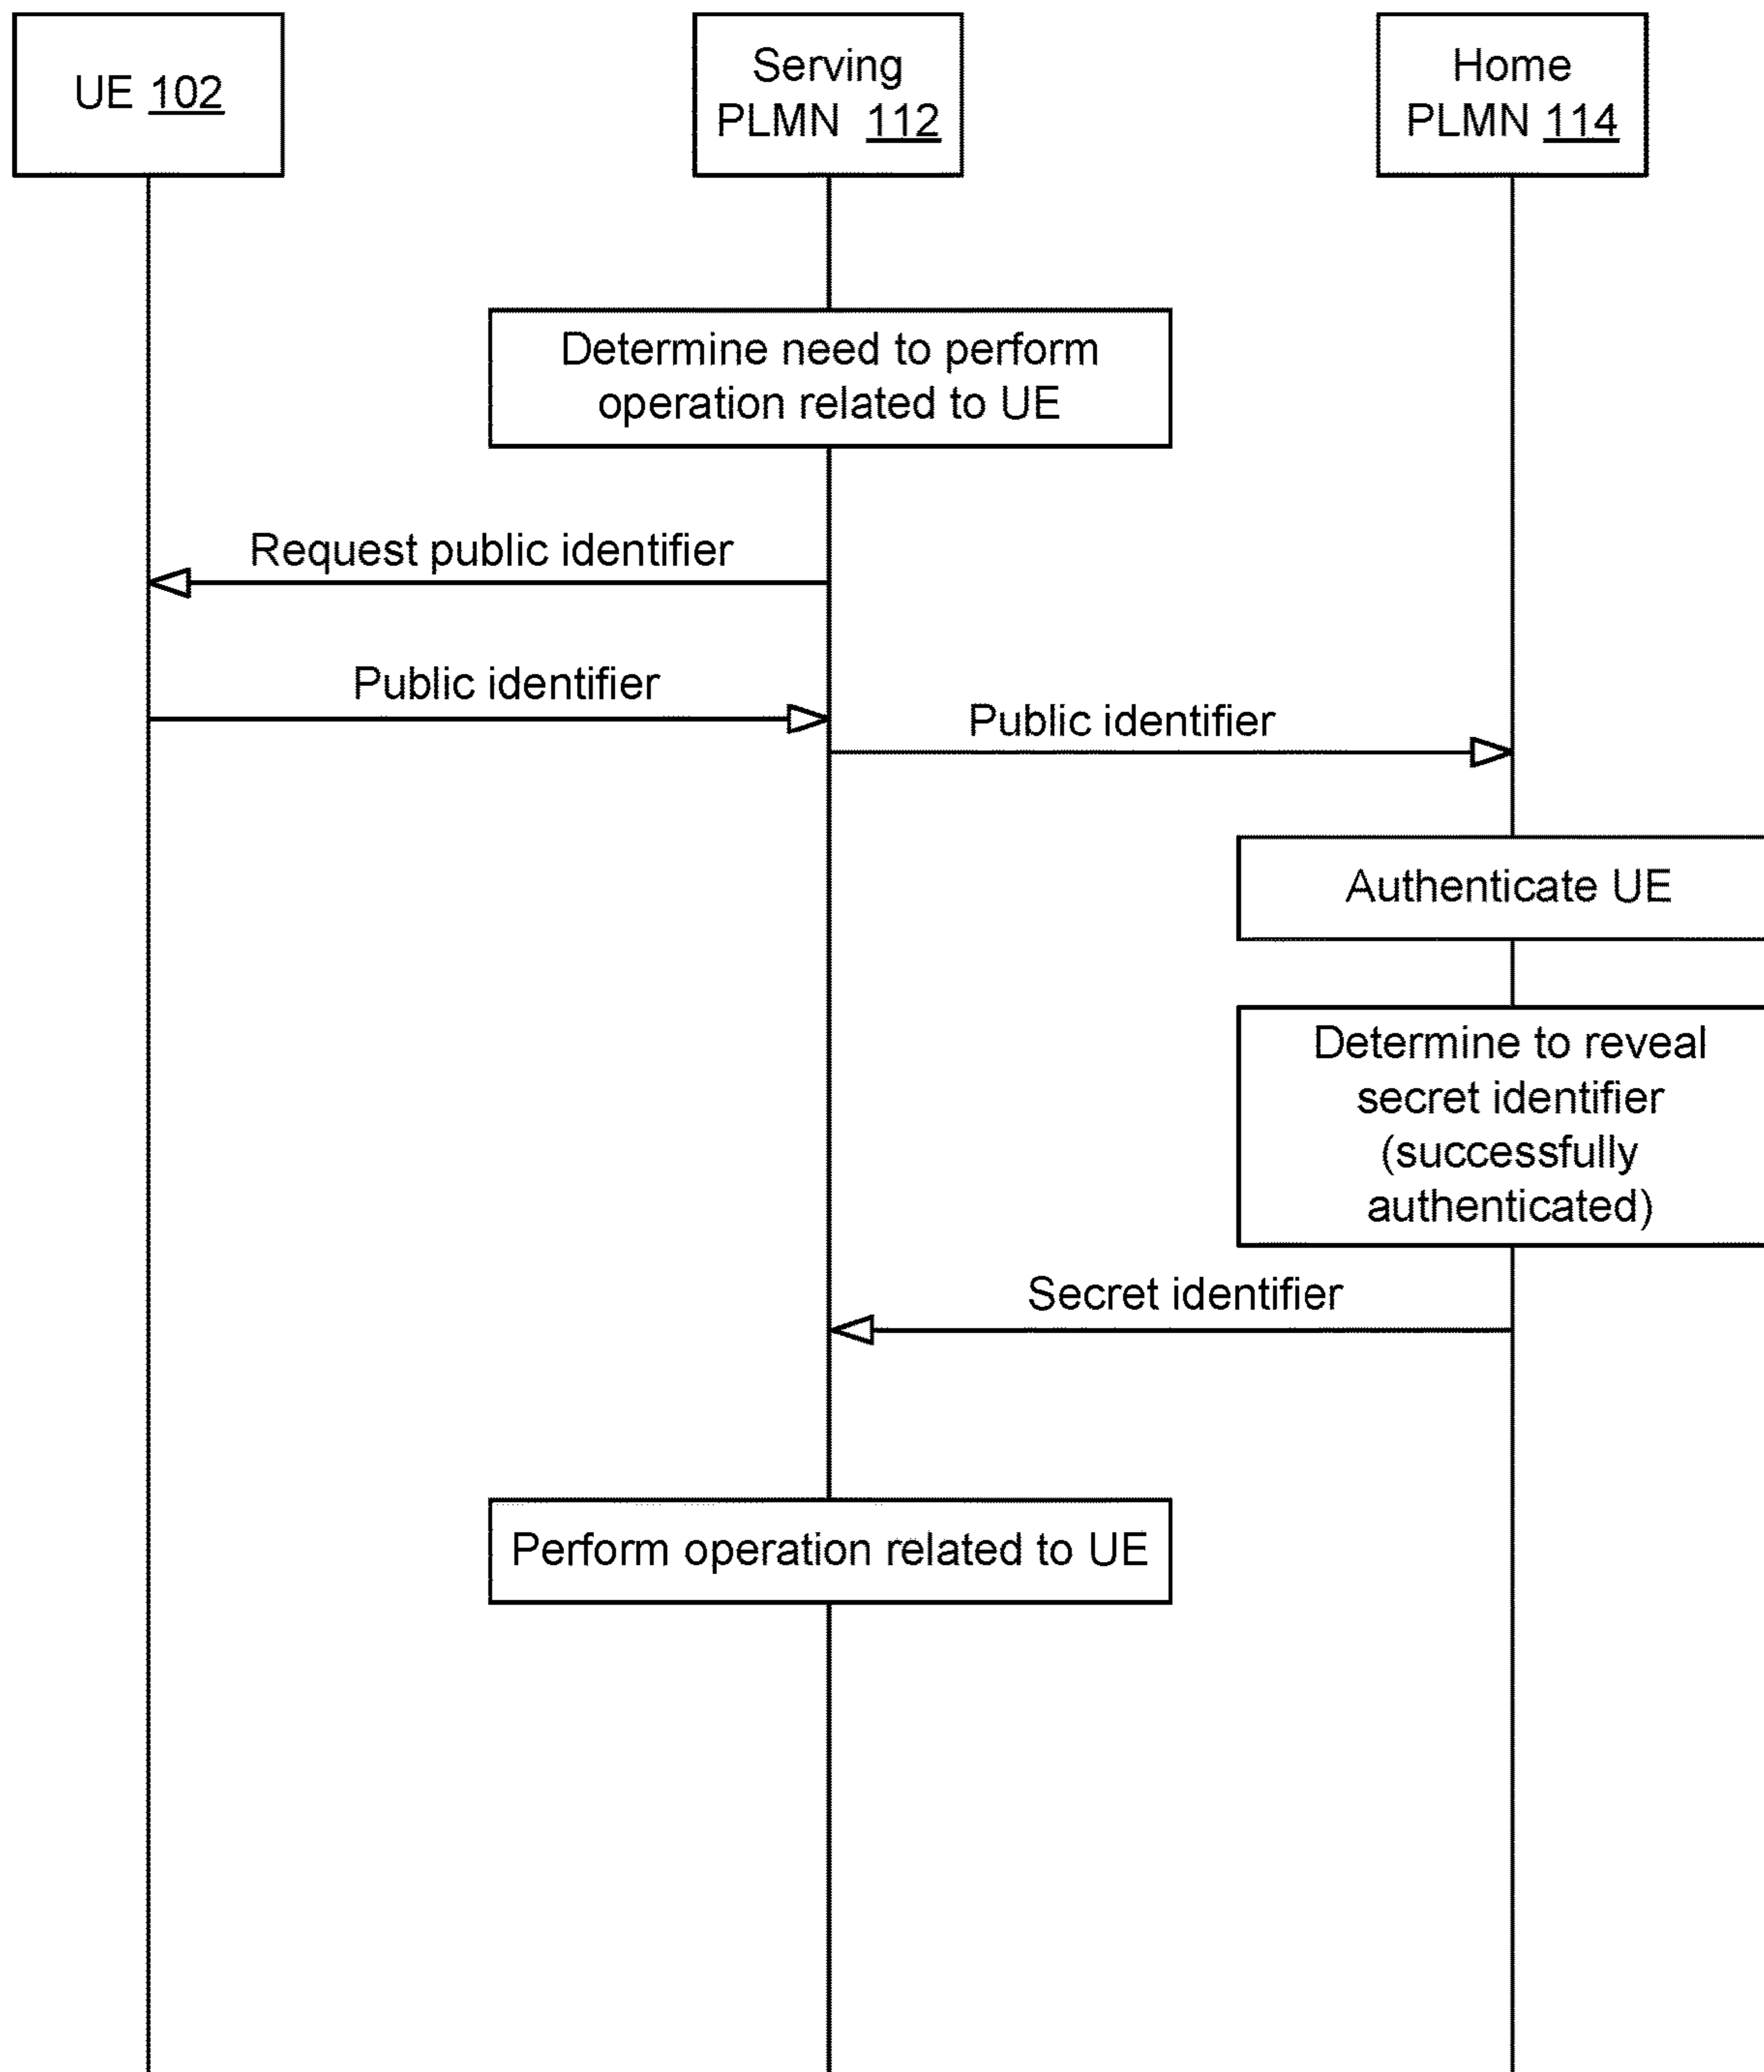 UE 102
Serving
PLMN 112
Home
PLMN 114
Determine need to perform
operation related to UE
Request public identifier
Public identifier
Public identifier
Authenticate UE
Determine to reveal
secret identifier
(successfully
authenticated)
Secret identifier
Perform operation related to UE